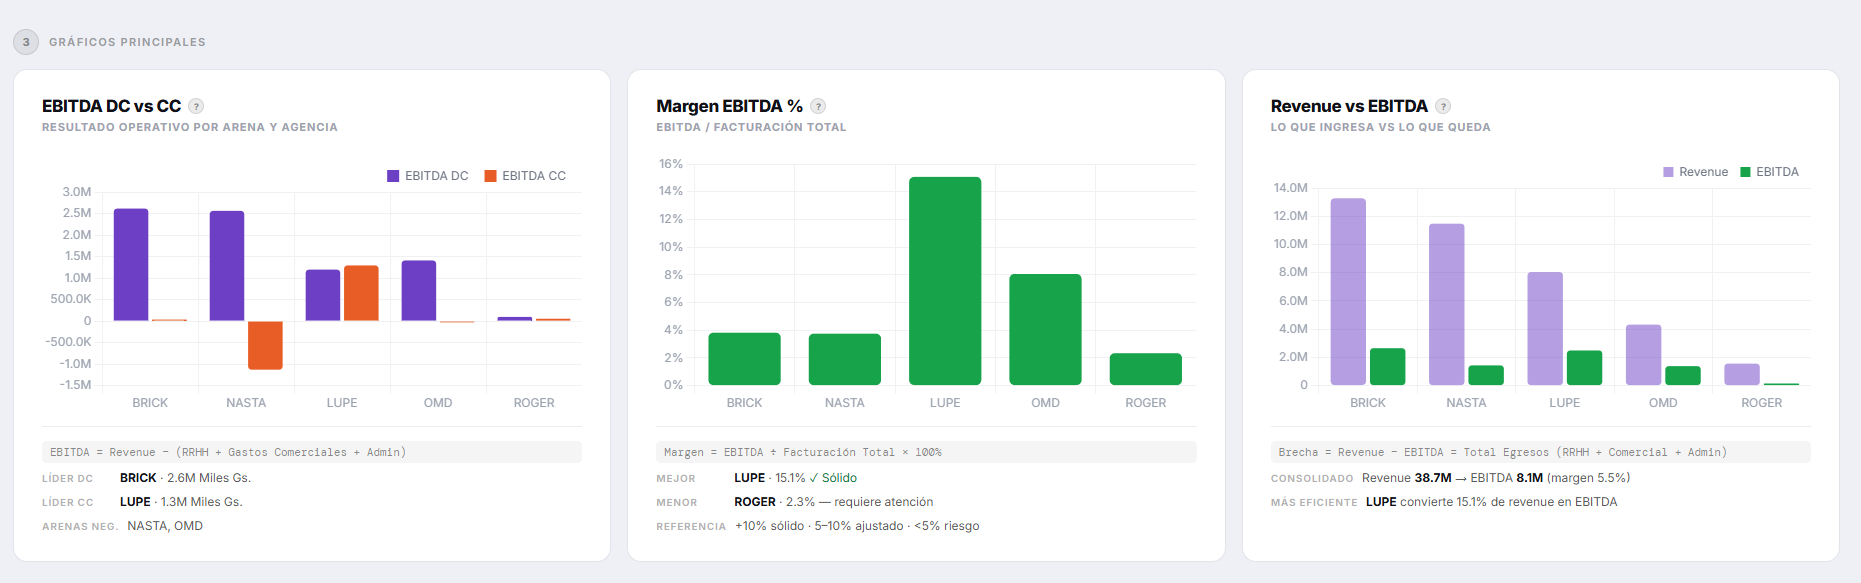 3 GRÁFICOS PRINCIPALES
EBITDA DC vs CC ?
RESULTADO OPERATIVO POR ARENA Y AGENCIA
EBITDA DC EBITDA CC
3.0M
2.5M
2.0M
1.5M
1.0M
500.0K
0
-500.0K
-1.0M
-1.5M
BRICK NASTA LUPE OMD ROGER
EBITDA = Revenue − (RRHH + Gastos Comerciales + Admin)
LÍDER DC BRICK · 2.6M Miles Gs.
LÍDER CC LUPE · 1.3M Miles Gs.
ARENAS NEG. NASTA, OMD
Margen EBITDA % ?
EBITDA / FACTURACIÓN TOTAL
16%
14%
12%
10%
8%
6%
4%
2%
0%
BRICK NASTA LUPE OMD ROGER
Margen = EBITDA ÷ Facturación Total × 100%
MEJOR LUPE · 15.1% ✓ Sólido
MENOR ROGER · 2.3% — requiere atención
REFERENCIA +10% sólido · 5–10% ajustado · <5% riesgo
Revenue vs EBITDA ?
LO QUE INGRESA VS LO QUE QUEDA
Revenue EBITDA
14.0M
12.0M
10.0M
8.0M
6.0M
4.0M
2.0M
0
BRICK NASTA LUPE OMD ROGER
Brecha = Revenue − EBITDA = Total Egresos (RRHH + Comercial + Admin)
CONSOLIDADO Revenue 38.7M → EBITDA 8.1M (margen 5.5%)
MÁS EFICIENTE LUPE convierte 15.1% de revenue en EBITDA